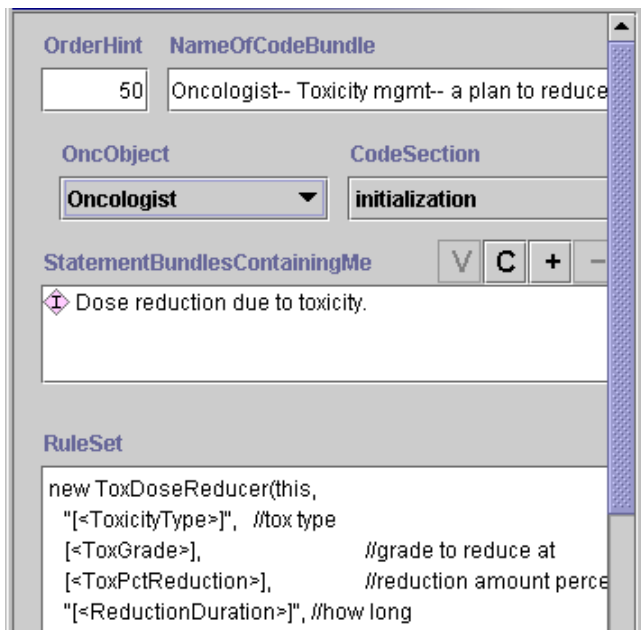 OrderHint NameOfCodeBundle
50 Oncologist-- Toxicity mgmt-- a plan to reduce
OncObject CodeSection
Oncologist initialization
StatementBundlesContainingMe V C + −
I Dose reduction due to toxicity.
RuleSet
new ToxDoseReducer(this,
"[<ToxicityType>]", //tox type
[<ToxGrade>], //grade to reduce at
[<ToxPctReduction>], //reduction amount perce
"[<ReductionDuration>]", //how long